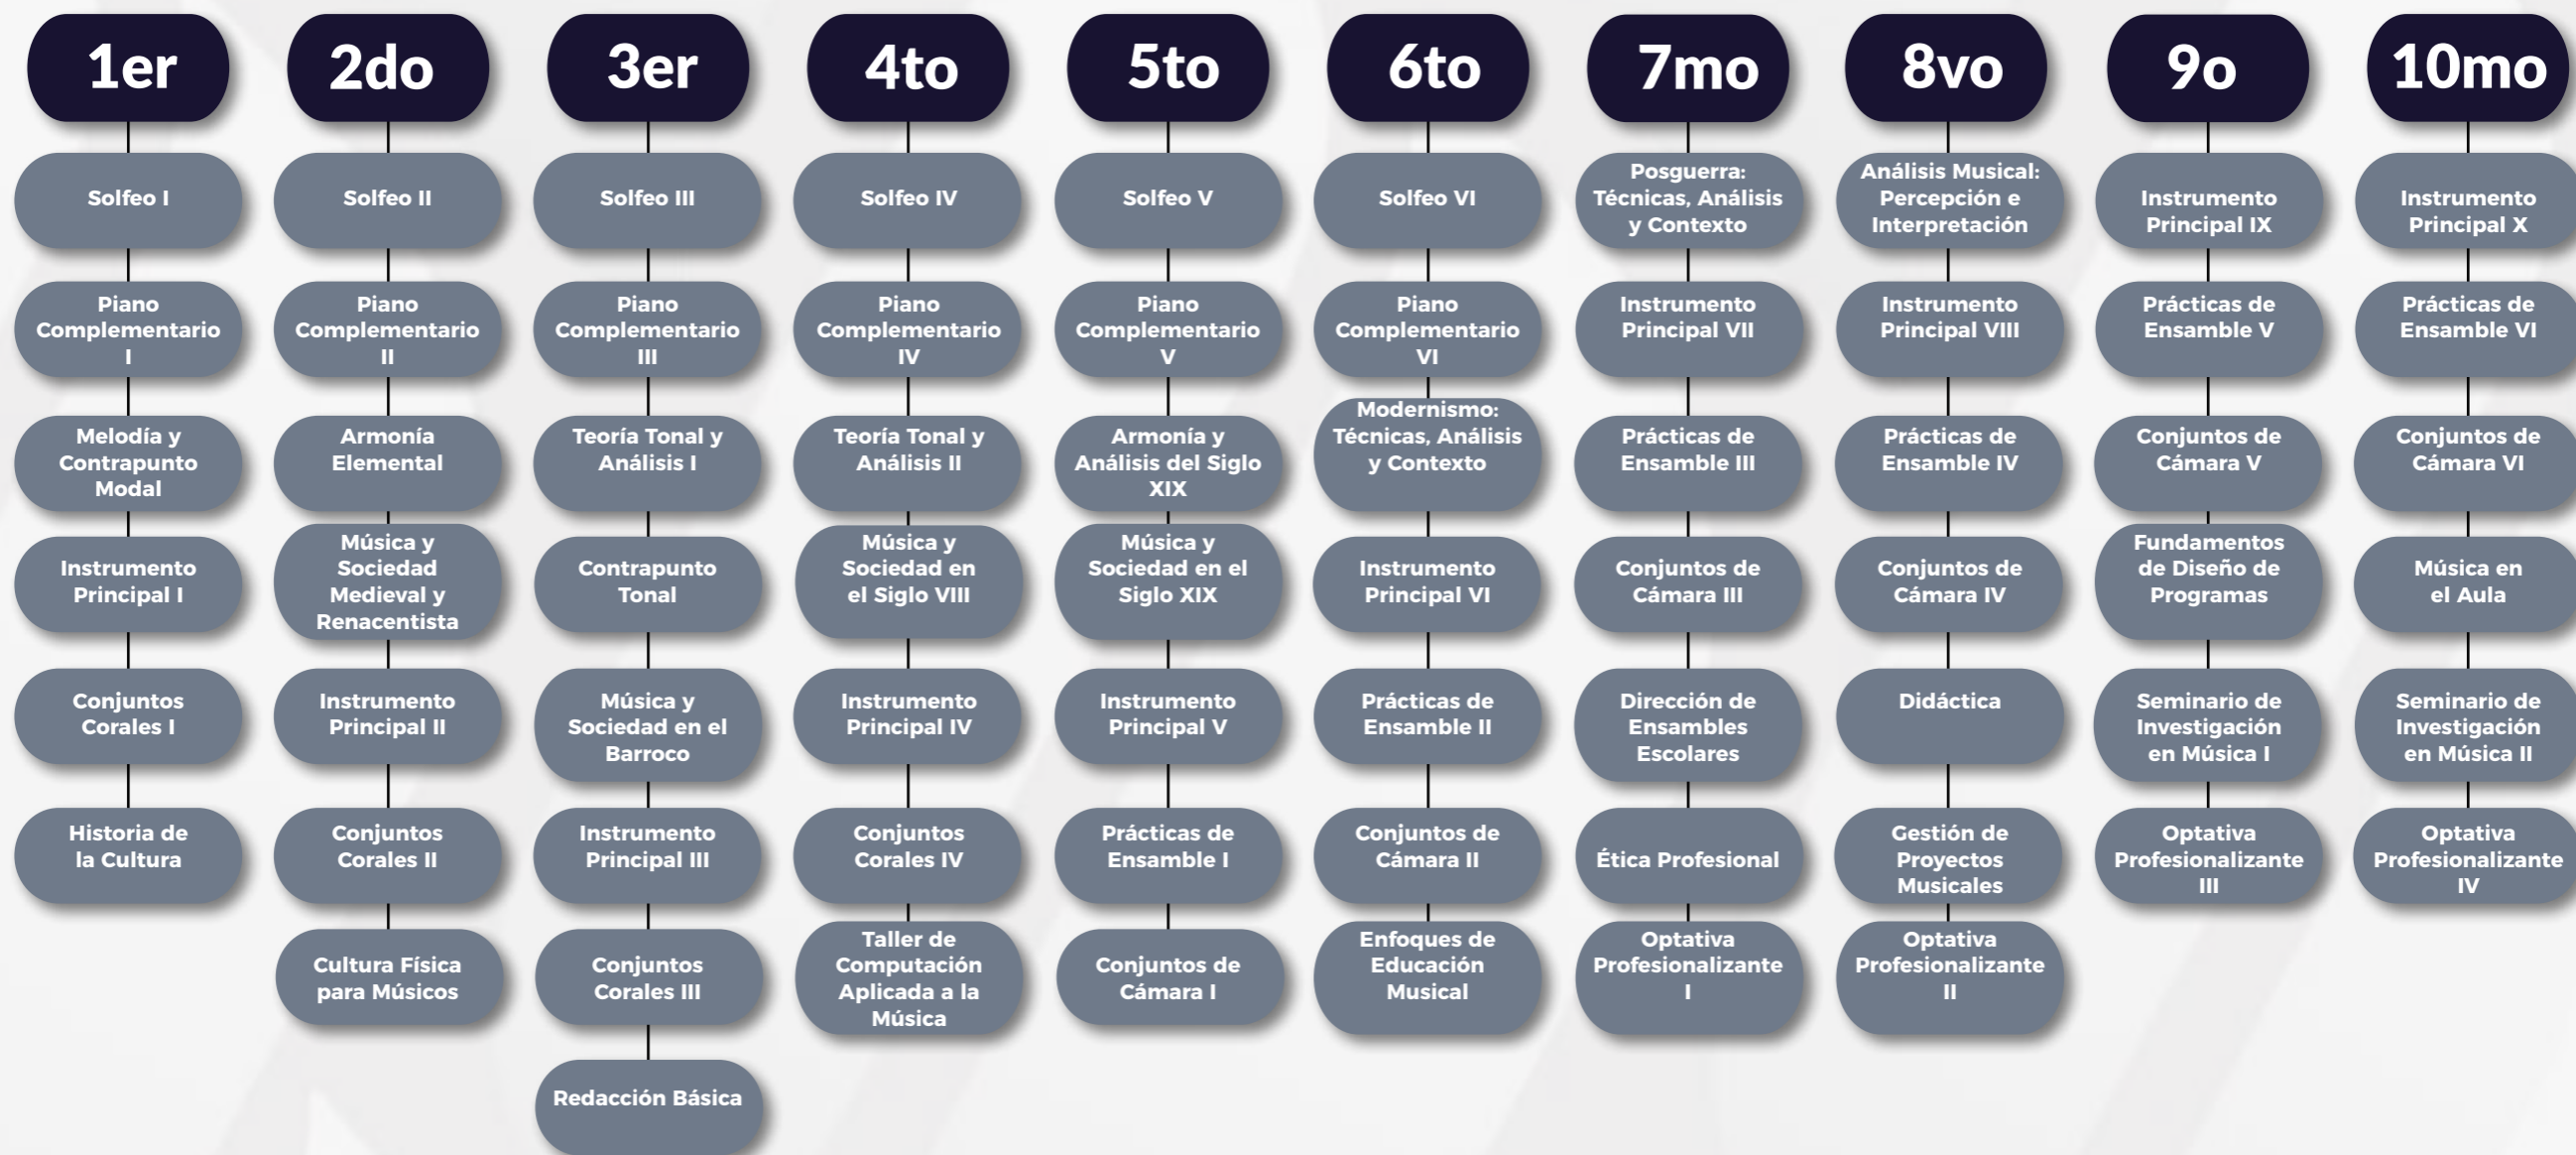 1er
Solfeo I
Piano
Complementario
I
Melodía y
Contrapunto
Modal
Instrumento
Principal I
Conjuntos
Corales I
Historia de
la Cultura
2do
Solfeo II
Piano
Complementario
II
Armonía
Elemental
Música y
Sociedad
Medieval y
Renacentista
Instrumento
Principal II
Conjuntos
Corales II
Cultura Física
para Músicos
3er
Solfeo III
Piano
Complementario
III
Teoría Tonal y
Análisis I
Contrapunto
Tonal
Música y
Sociedad en el
Barroco
Instrumento
Principal III
Conjuntos
Corales III
Redacción Básica
4to
Solfeo IV
Piano
Complementario
IV
Teoría Tonal y
Análisis II
Música y
Sociedad en
el Siglo VIII
Instrumento
Principal IV
Conjuntos
Corales IV
Taller de
Computación
Aplicada a la
Música
5to
Solfeo V
Piano
Complementario
V
Armonía y
Análisis del Siglo
XIX
Música y
Sociedad en el
Siglo XIX
Instrumento
Principal V
Prácticas de
Ensamble I
Conjuntos de
Cámara I
6to
Solfeo VI
Piano
Complementario
VI
Modernismo:
Técnicas, Análisis
y Contexto
Instrumento
Principal VI
Prácticas de
Ensamble II
Conjuntos de
Cámara II
Enfoques de
Educación
Musical
7mo
Posguerra:
Técnicas, Análisis
y Contexto
Instrumento
Principal VII
Prácticas de
Ensamble III
Conjuntos de
Cámara III
Dirección de
Ensambles
Escolares
Ética Profesional
Optativa
Profesionalizante
I
8vo
Análisis Musical:
Percepción e
Interpretación
Instrumento
Principal VIII
Prácticas de
Ensamble IV
Conjuntos de
Cámara IV
Didáctica
Gestión de
Proyectos
Musicales
Optativa
Profesionalizante
II
9o
Instrumento
Principal IX
Prácticas de
Ensamble V
Conjuntos de
Cámara V
Fundamentos
de Diseño de
Programas
Seminario de
Investigación
en Música I
Optativa
Profesionalizante
III
10mo
Instrumento
Principal X
Prácticas de
Ensamble VI
Conjuntos de
Cámara VI
Música en
el Aula
Seminario de
Investigación
en Música II
Optativa
Profesionalizante
IV